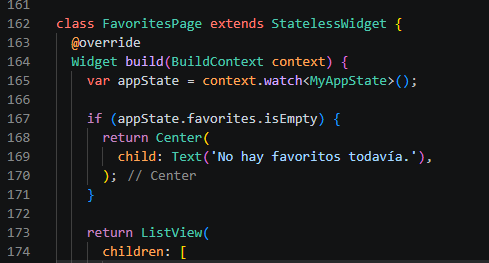 161
162 class FavoritesPage extends StatelessWidget {
163 @override
164 Widget build(BuildContext context) {
165 var appState = context.watch<MyAppState>();
166
167 if (appState.favorites.isEmpty) {
168 return Center(
169 child: Text('No hay favoritos todavía.'),
170 ); // Center
171 }
172
173 return ListView(
174 children: [